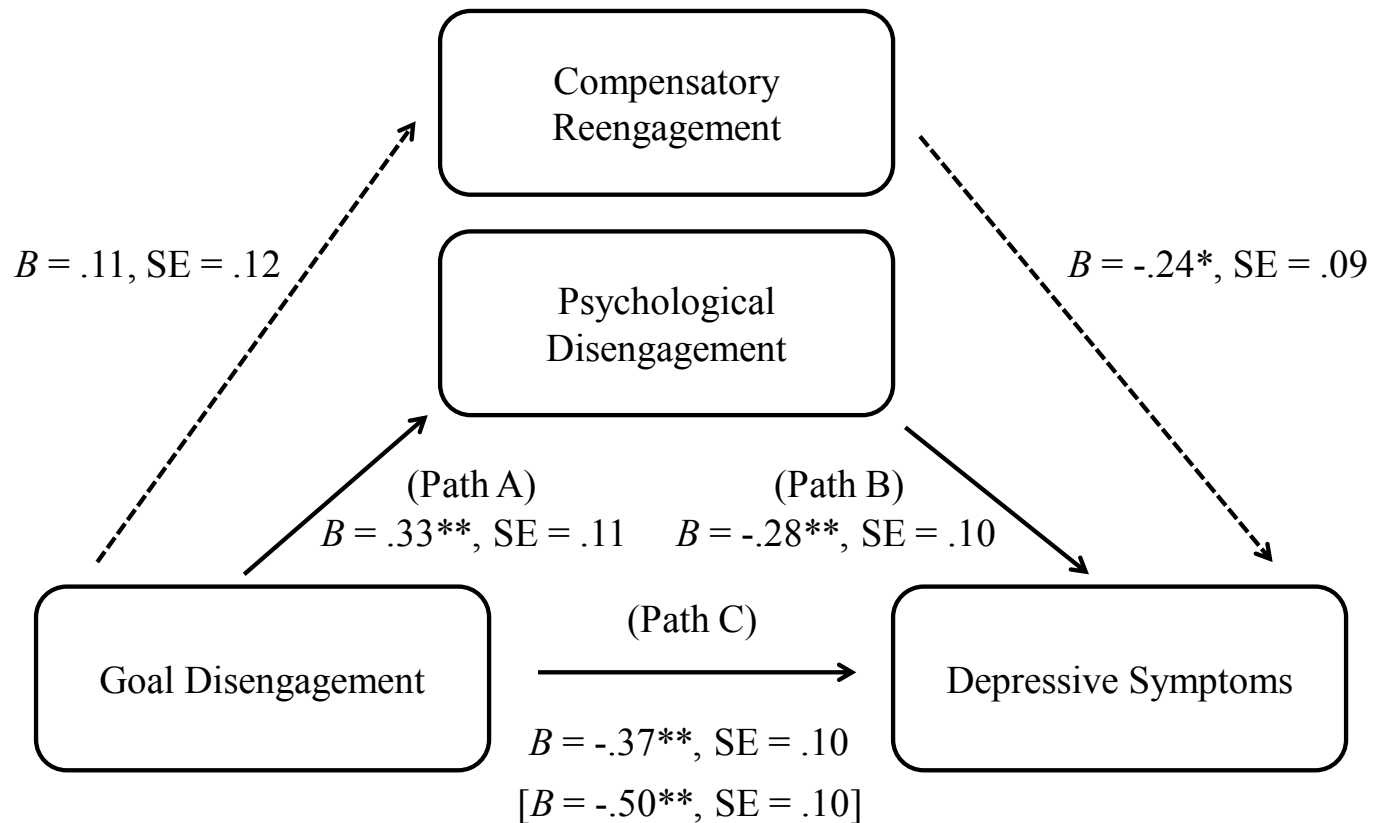 Compensatory
Reengagement
B = .11, SE = .12
B = -.24*, SE = .09
Psychological
Disengagement
(Path A)
B = .33**, SE = .11
(Path B)
B = -.28**, SE = .10
Goal Disengagement
(Path C)
Depressive Symptoms
B = -.37**, SE = .10
[B = -.50**, SE = .10]